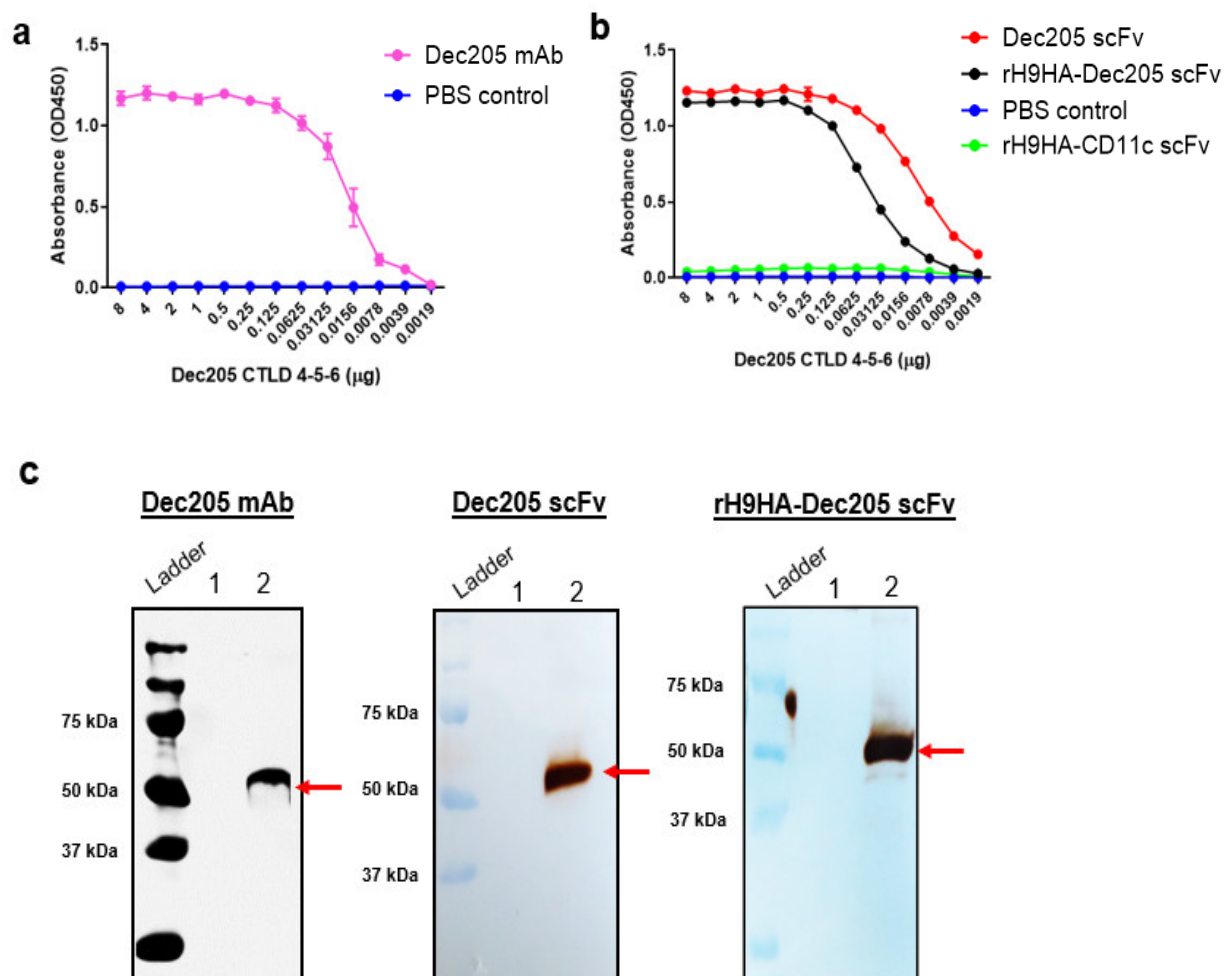 a
1.5
1.0
0.5
0.0
Absorbance (OD450)
8 4 2 1 0.5 0.25 0.125 0.0625 0.03125 0.0156 0.0078 0.0039 0.0019
Dec205 CTLD 4-5-6 (µg)
Dec205 mAb
PBS control
b
1.5
1.0
0.5
0.0
Absorbance (OD450)
8 4 2 1 0.5 0.25 0.125 0.0625 0.03125 0.0156 0.0078 0.0039 0.0019
Dec205 CTLD 4-5-6 (µg)
Dec205 scFv
rH9HA-Dec205 scFv
PBS control
rH9HA-CD11c scFv
c
Dec205 mAb
Ladder 1 2
75 kDa
50 kDa
37 kDa
Dec205 scFv
Ladder 1 2
75 kDa
50 kDa
37 kDa
rH9HA-Dec205 scFv
Ladder 1 2
75 kDa
50 kDa
37 kDa